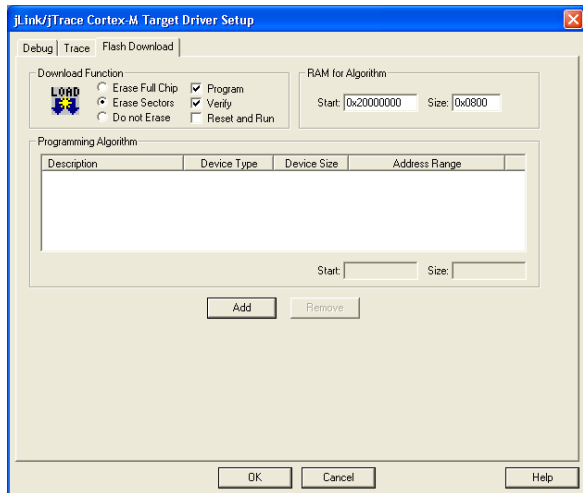 jLink/jTrace Cortex-M Target Driver Setup
Debug Trace Flash Download
Download Function
LOAD
Erase Full Chip
Erase Sectors
Do not Erase
Program
Verify
Reset and Run
RAM for Algorithm
Start: 0x20000000 Size: 0x0800
Programming Algorithm
Description Device Type Device Size Address Range
Start: Size:
Add Remove
OK Cancel Help